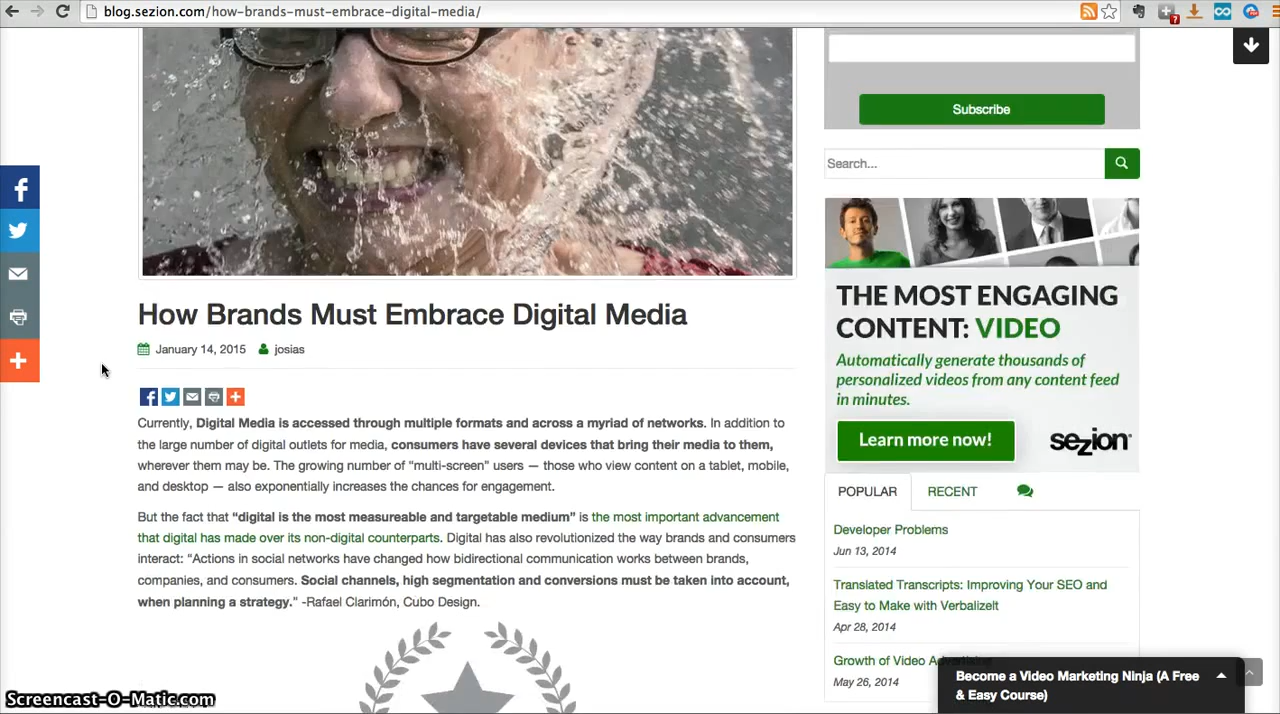 blog.sezion.com/how-brands-must-embrace-digital-media/
7
Subscribe
Search...
How Brands Must Embrace Digital Media
January 14, 2015 josias
Currently, Digital Media is accessed through multiple formats and across a myriad of networks. In addition to
the large number of digital outlets for media, consumers have several devices that bring their media to them,
wherever them may be. The growing number of “multi-screen” users — those who view content on a tablet, mobile,
and desktop — also exponentially increases the chances for engagement.
But the fact that “digital is the most measureable and targetable medium” is the most important advancement
that digital has made over its non-digital counterparts. Digital has also revolutionized the way brands and consumers
interact: “Actions in social networks have changed how bidirectional communication works between brands,
companies, and consumers. Social channels, high segmentation and conversions must be taken into account,
when planning a strategy.” -Rafael Clarimón, Cubo Design.
THE MOST ENGAGING
CONTENT: VIDEO
Automatically generate thousands of
personalized videos from any content feed
in minutes.
Learn more now! sezion
POPULAR RECENT
Developer Problems
Jun 13, 2014
Translated Transcripts: Improving Your SEO and
Easy to Make with VerbalizeIt
Apr 28, 2014
Growth of Video Advertising
May 26, 2014
Become a Video Marketing Ninja (A Free
& Easy Course)
Screencast-O-Matic.com